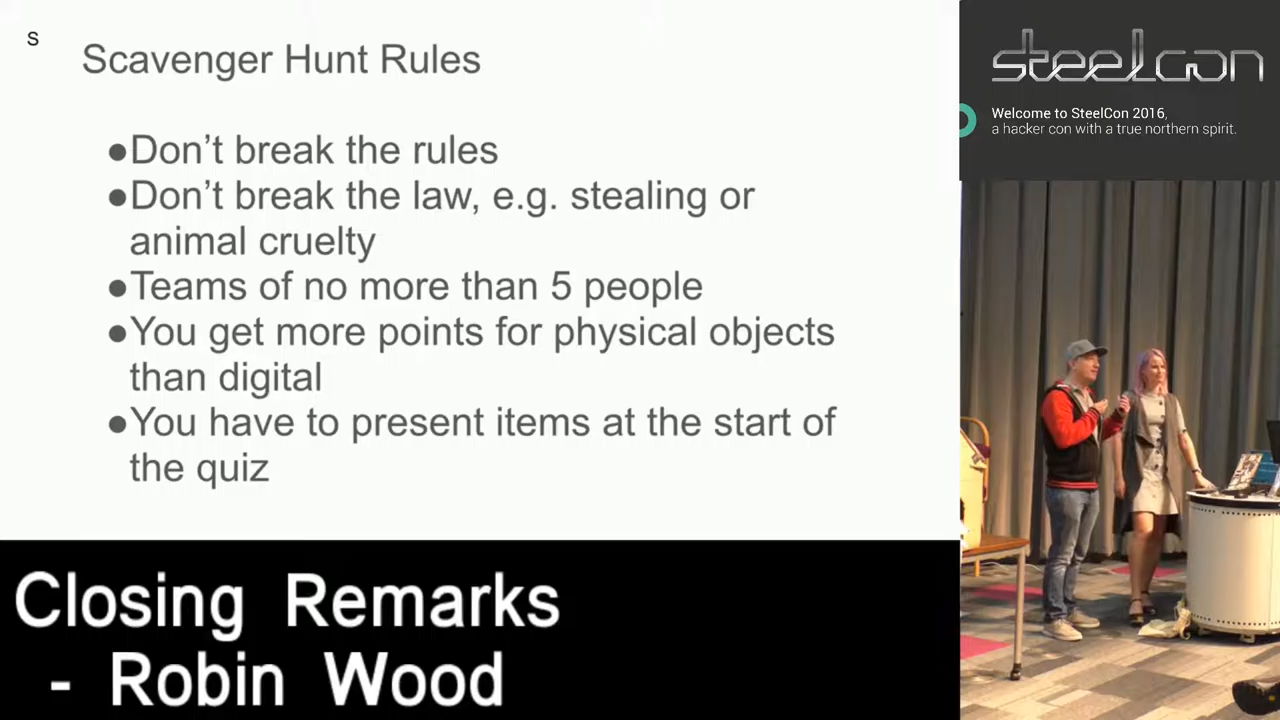 s
Scavenger Hunt Rules
●Don’t break the rules
●Don’t break the law, e.g. stealing or
animal cruelty
●Teams of no more than 5 people
●You get more points for physical objects
than digital
●You have to present items at the start of
the quiz
Closing Remarks
- Robin Wood
steelcon
Welcome to SteelCon 2016,
a hacker con with a true northern spirit.